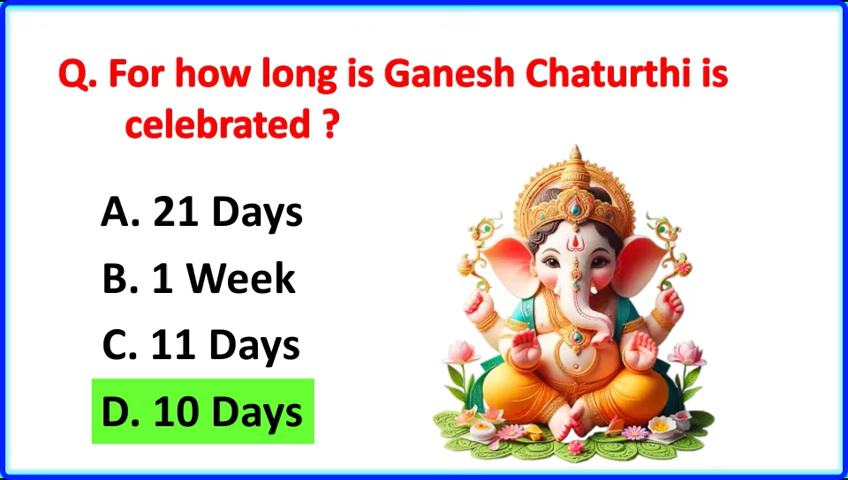 Q. For how long is Ganesh Chaturthi is
celebrated ?
A. 21 Days
B. 1 Week
C. 11 Days
D. 10 Days